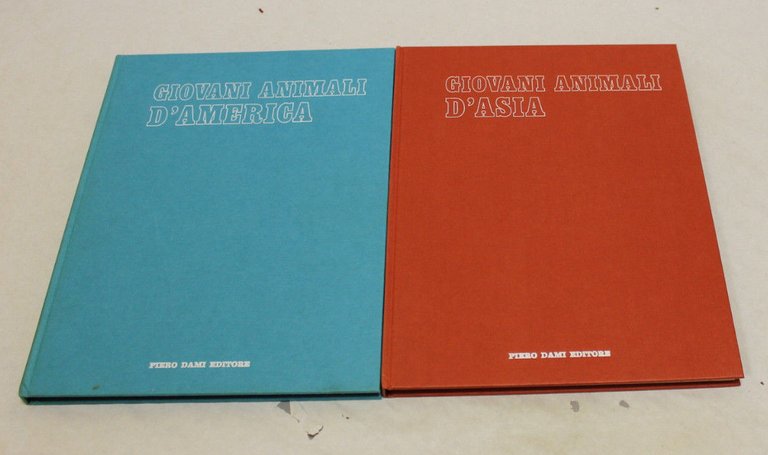 GIOVANI ANIMALI
D'AMERICA
PIERO DAMI EDITORE
GIOVANI ANIMALI
D'ASIA
PIERO DAMI EDITORE